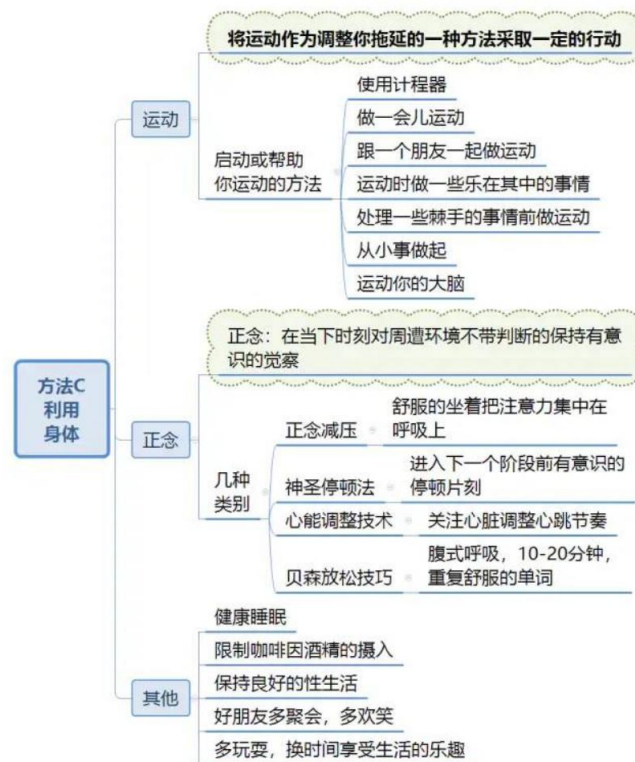 方法C
利用
身体
运动
将运动作为调整你拖延的一种方法采取一定的行动
启动或帮助
你运动的方法
使用计程器
做一会儿运动
跟一个朋友一起做运动
运动时做一些乐在其中的事情
处理一些棘手的事情前做运动
从小事做起
运动你的大脑
正念
正念：在当下时刻对周遭环境不带判断的保持有意
识的觉察
几种
类别
正念减压
舒服的坐着把注意力集中在
呼吸上
神圣停顿法
进入下一个阶段前有意识的
停顿片刻
心能调整技术
关注心脏调整心跳节奏
贝森放松技巧
腹式呼吸，10-20分钟，
重复舒服的单词
其他
健康睡眠
限制咖啡因酒精的摄入
保持良好的性生活
好朋友多聚会，多欢笑
多玩耍，换时间享受生活的乐趣